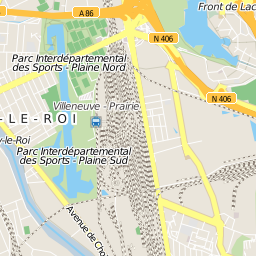 A 86
Front de Lac
N 406
Parc Interdépartemental
des Sports - Plaine Nord
N 406
Villeneuve - Prairie
-LE-ROI
y-le-Roi
Parc Interdépartemental
des Sports - Plaine Sud
Avenue de Cho